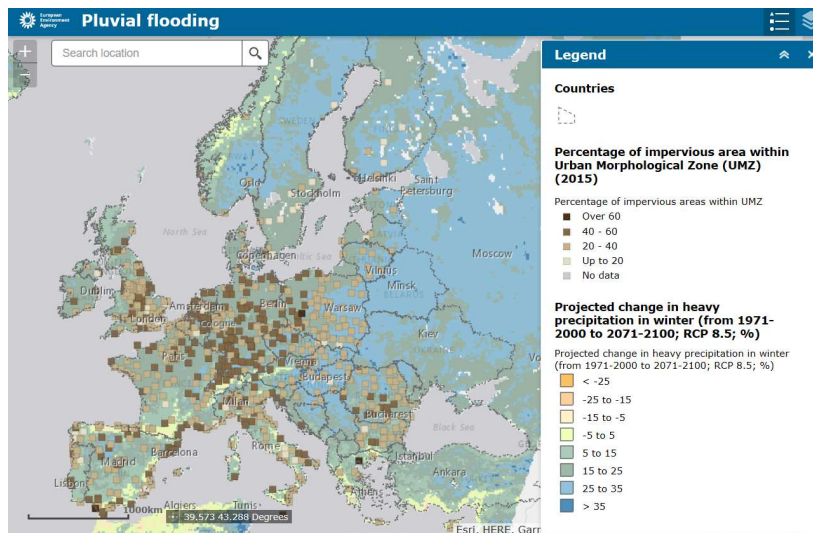 European
Environment
Agency
Pluvial flooding
Search location
Legend
Countries
Percentage of impervious area within
Urban Morphological Zone (UMZ)
(2015)
Percentage of impervious areas within UMZ
Over 60
40 - 60
20 - 40
Up to 20
No data
Projected change in heavy
precipitation in winter (from 1971-
2000 to 2071-2100; RCP 8.5; %)
Projected change in heavy precipitation in winter
(from 1971-2000 to 2071-2100; RCP 8.5; %)
< -25
-25 to -15
-15 to -5
-5 to 5
5 to 15
15 to 25
25 to 35
> 35
SWEDEN
Oslo
Helsinki
Saint
Petersburg
Stockholm
North Sea
Moscow
Copenhagen
Vilnius
Dublin
Minsk
BELARUS
Amsterdam
Berlin
London
Warsaw
Cologne
Kiev
UKRAINE
Paris
Vienna
Budapest
Milan
Bucharest
Black Sea
Rome
Barcelona
Istanbul
Madrid
Ankara
Lisbon
Athens
Algiers
Tunis
1000km
39.573 43.288 Degrees
Esri, HERE, Garr